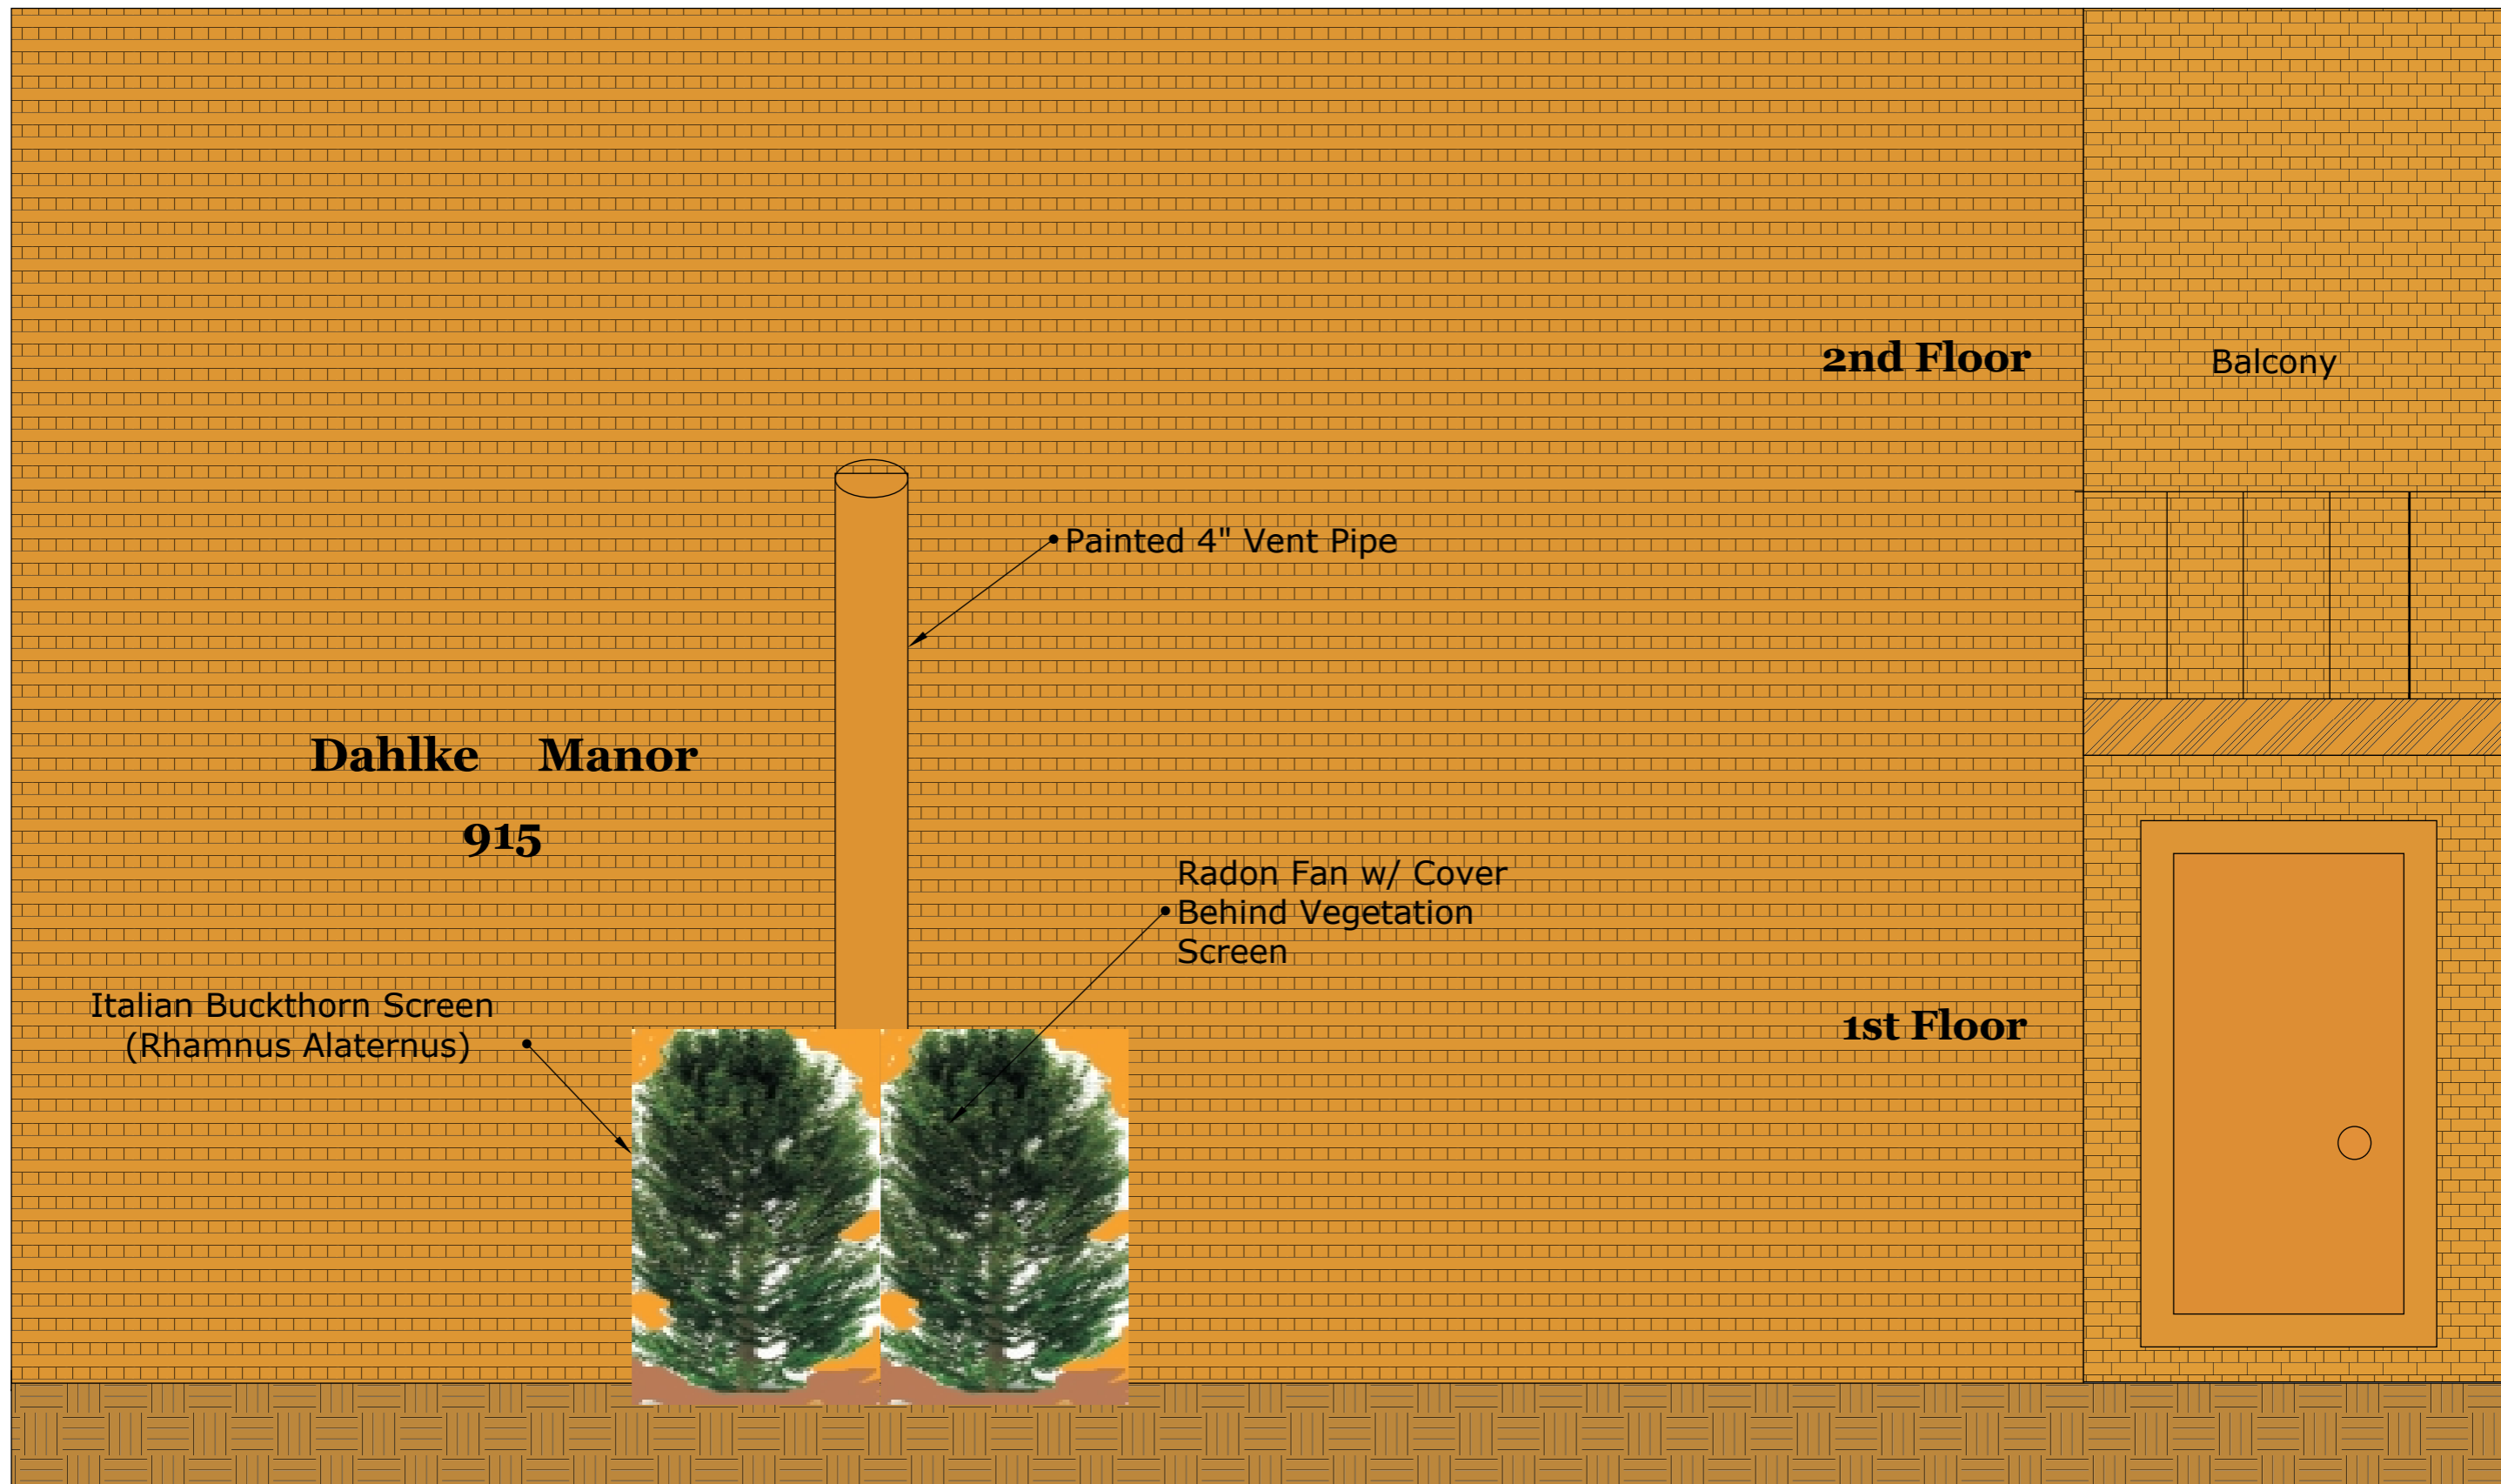 2nd Floor
Balcony
Painted 4" Vent Pipe
Dahlke Manor
915
Radon Fan w/ Cover
Behind Vegetation
Screen
Italian Buckthorn Screen
(Rhamnus Alaternus)
1st Floor